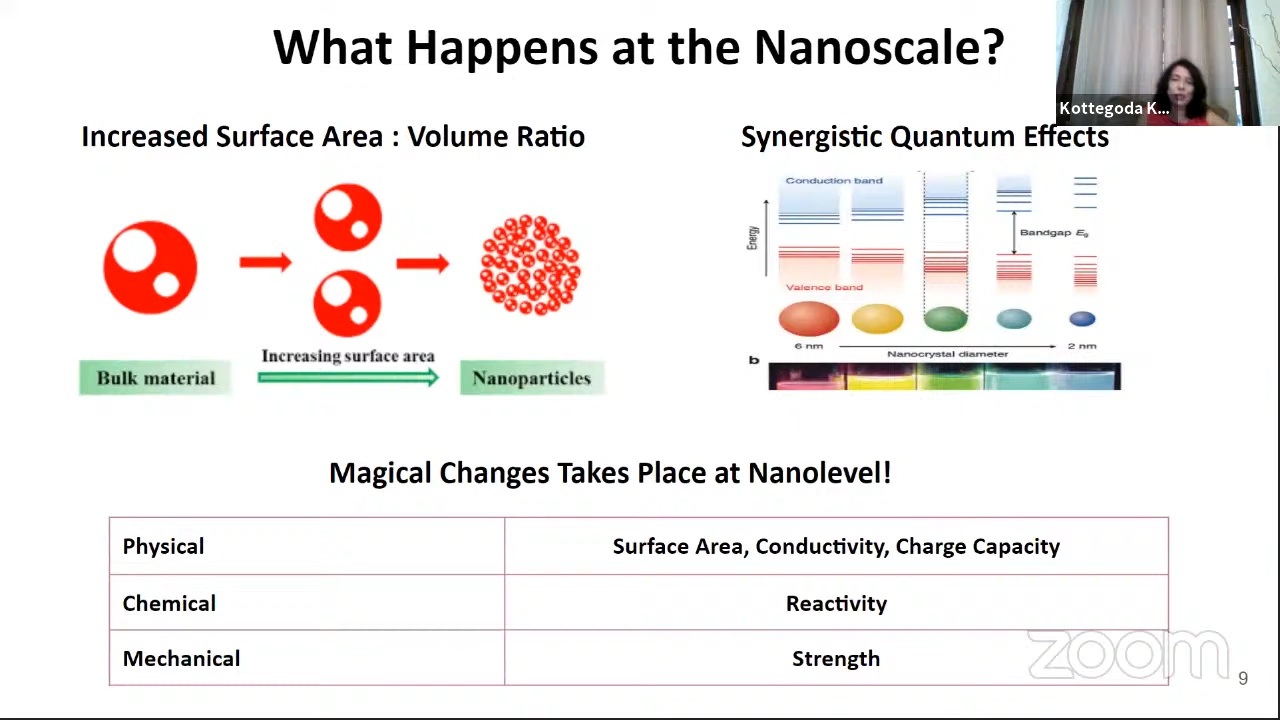 What Happens at the Nanoscale?
Kottegoda K...
Increased Surface Area : Volume Ratio
Synergistic Quantum Effects
Conduction band
Energy
Bandgap Eg
Valence band
6 nm
2 nm
Nanocrystal diameter
b
Increasing surface area
Bulk material
Nanoparticles
Magical Changes Takes Place at Nanolevel!
Physical
Surface Area, Conductivity, Charge Capacity
Chemical
Reactivity
Mechanical
Strength
zoom
9